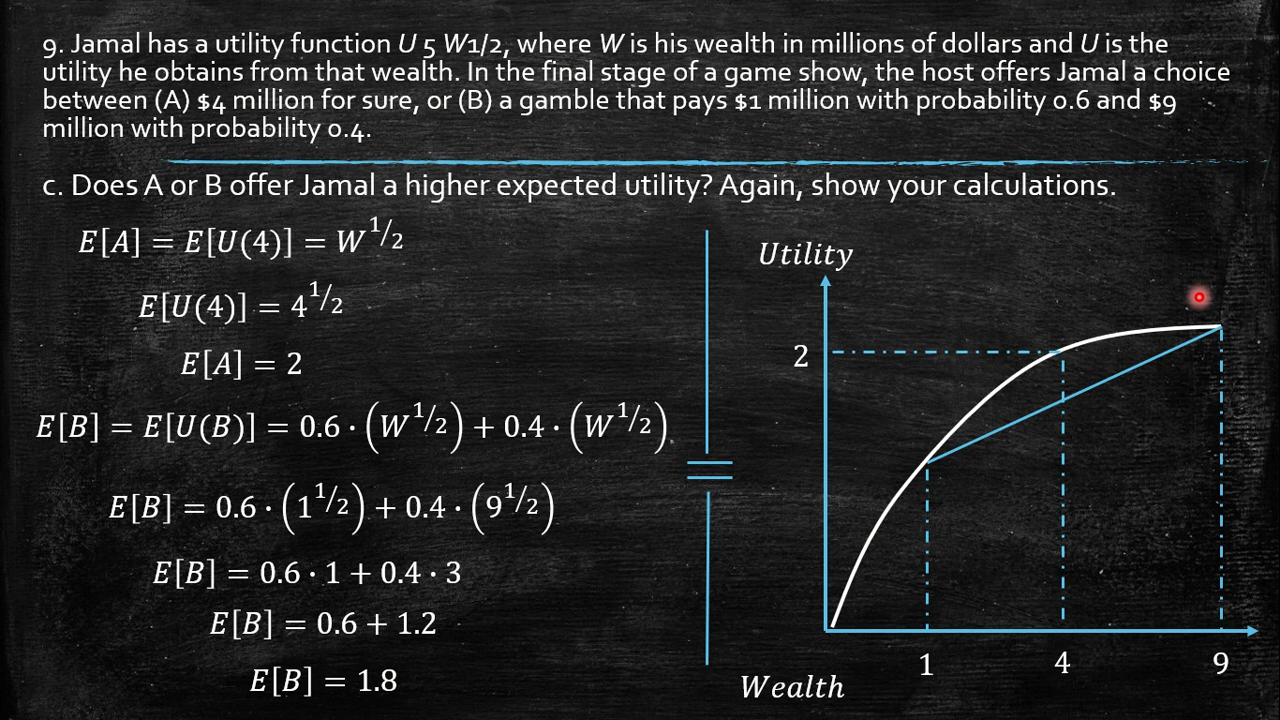 9. Jamal has a utility function U 5 W1/2, where W is his wealth in millions of dollars and U is the
utility he obtains from that wealth. In the final stage of a game show, the host offers Jamal a choice
between (A) $4 million for sure, or (B) a gamble that pays $1 million with probability 0.6 and $9
million with probability 0.4.
c. Does A or B offer Jamal a higher expected utility? Again, show your calculations.
E[A] = E[U(4)] = W^1/2
E[U(4)] = 4^1/2
E[A] = 2
E[B] = E[U(B)] = 0.6 · (W^1/2) + 0.4 · (W^1/2)
E[B] = 0.6 · (1^1/2) + 0.4 · (9^1/2)
E[B] = 0.6 · 1 + 0.4 · 3
E[B] = 0.6 + 1.2
E[B] = 1.8
Utility
2
1 4 9
Wealth